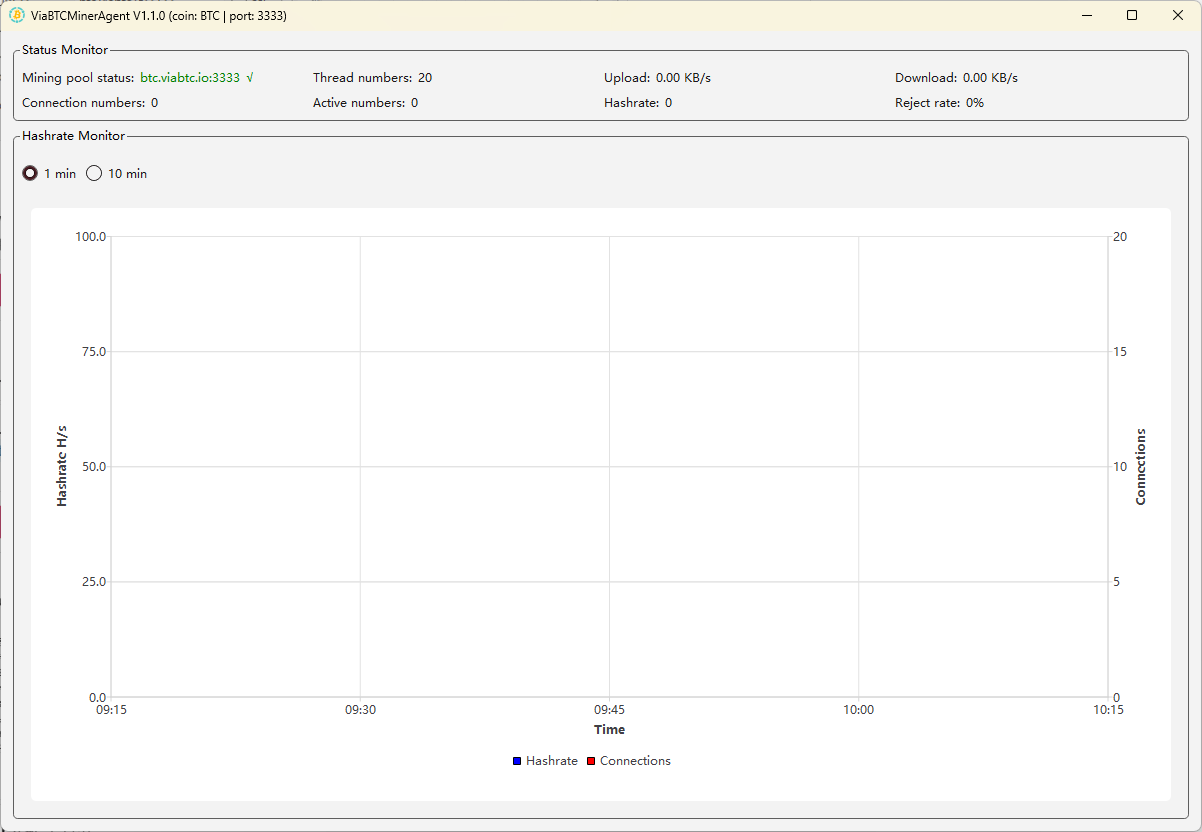 ViaBTCMinerAgent V1.1.0 (coin: BTC | port: 3333)
Status Monitor
Mining pool status: btc.viabtc.io:3333 √ Thread numbers: 20 Upload: 0.00 KB/s Download: 0.00 KB/s
Connection numbers: 0 Active numbers: 0 Hashrate: 0 Reject rate: 0%
Hashrate Monitor
1 min 10 min
100.0 20
75.0 15
Hashrate H/s
Connections
50.0 10
25.0 5
0.0 0
09:15 09:30 09:45 10:00 10:15
Time
Hashrate Connections